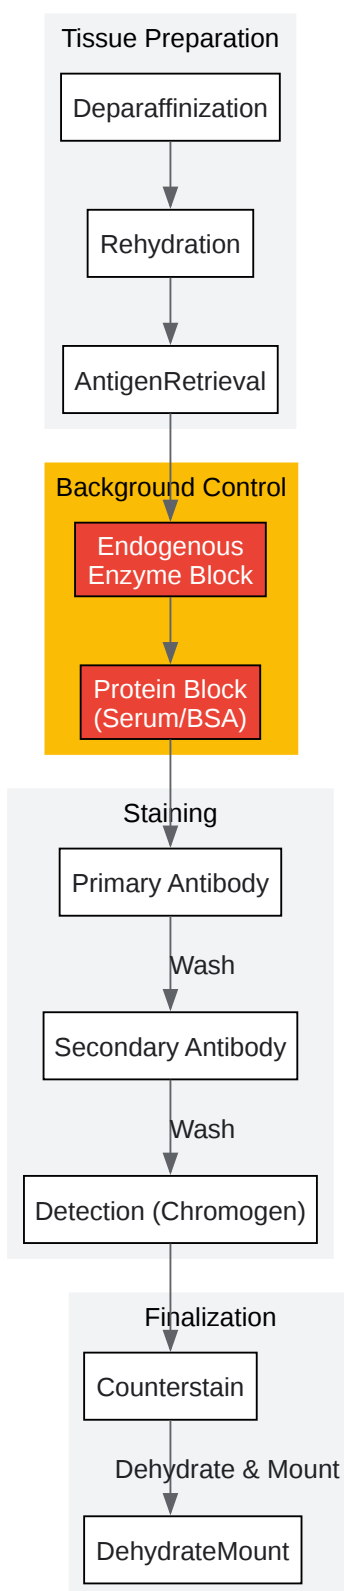 Tissue Preparation
Deparaffinization
Rehydration
AntigenRetrieval
Background Control
Endogenous
Enzyme Block
Protein Block
(Serum/BSA)
Staining
Primary Antibody
Wash
Secondary Antibody
Wash
Detection (Chromogen)
Finalization
Counterstain
Dehydrate & Mount
DehydrateMount